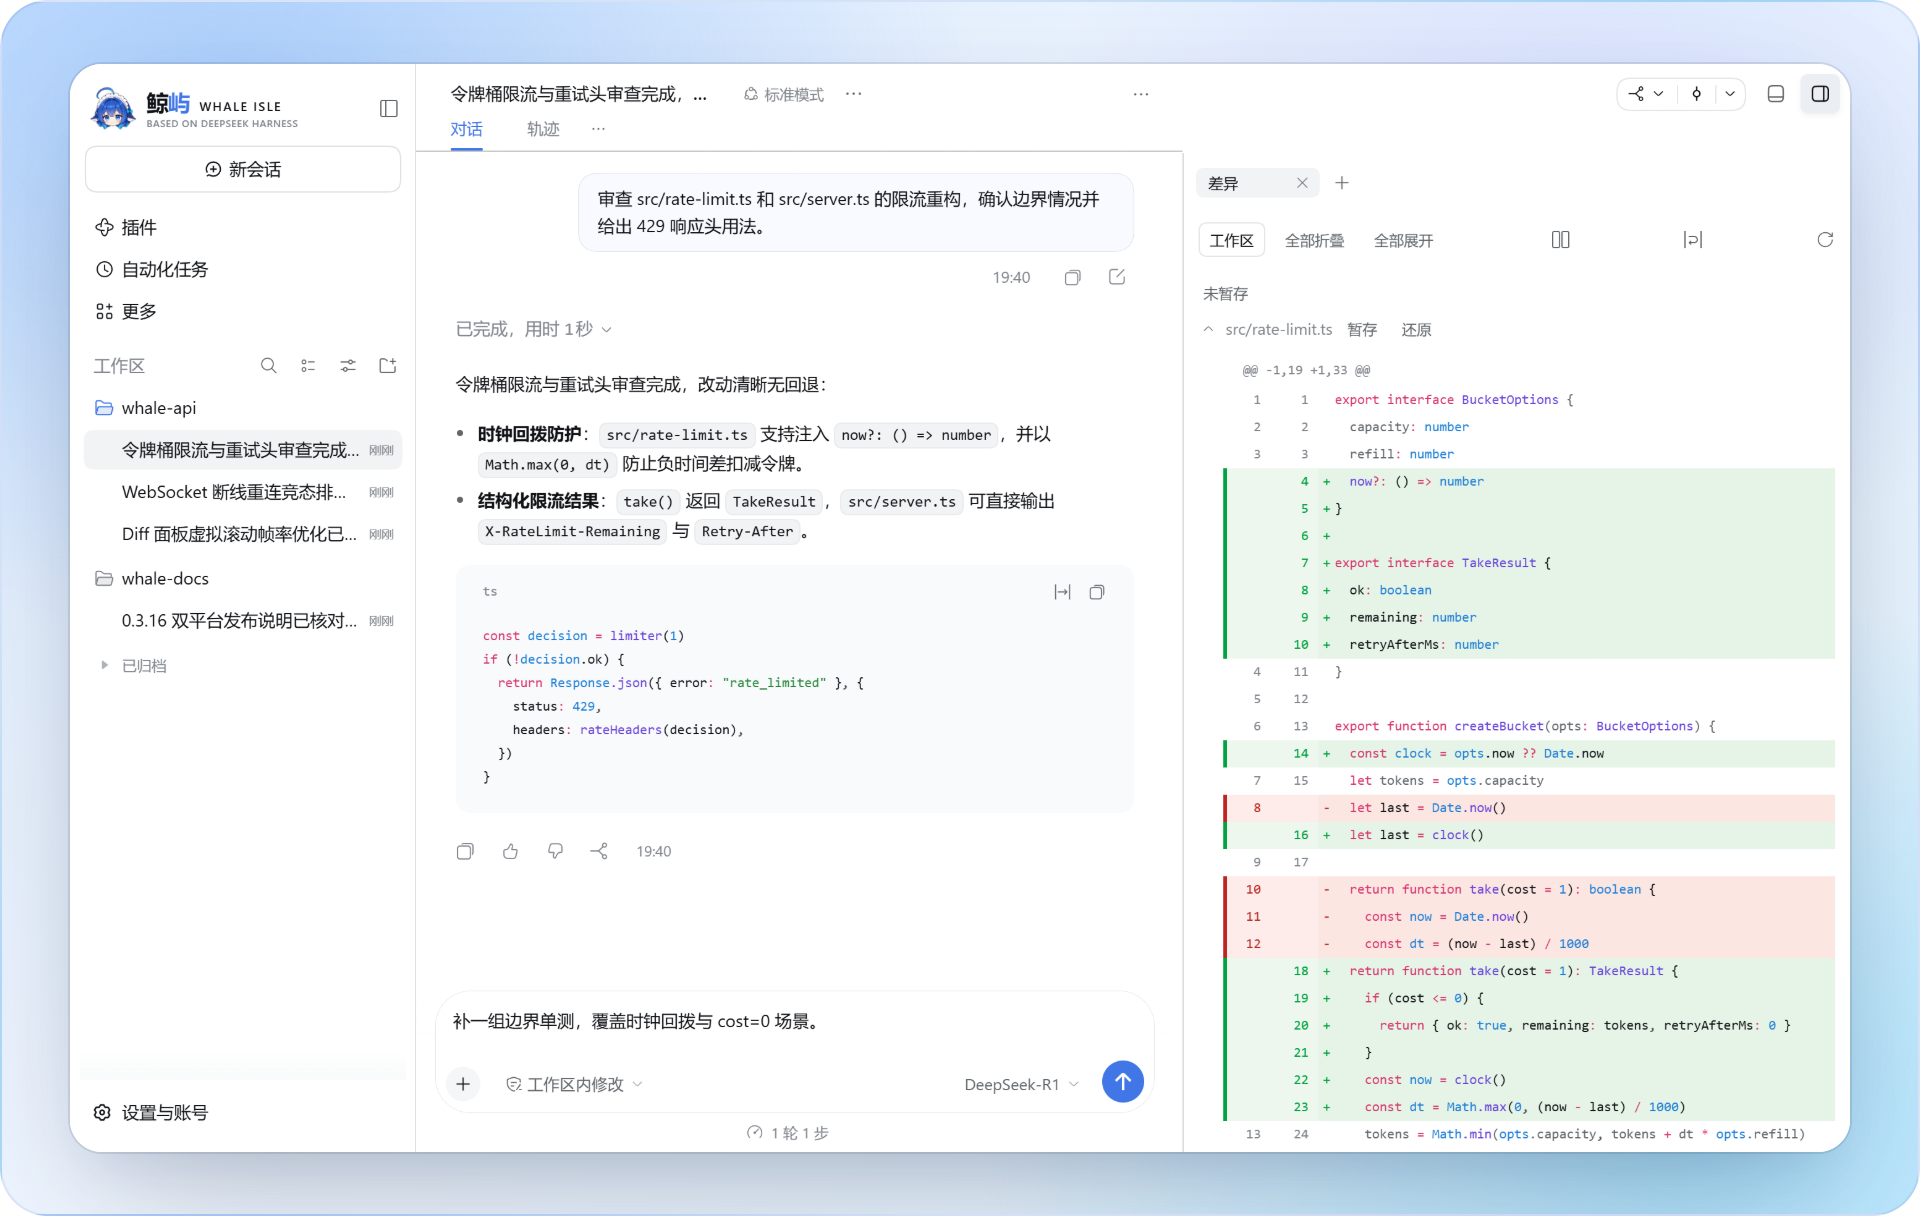 鲸屿 WHALE ISLE
BASED ON DEEPSEEK HARNESS
新会话
插件
自动化任务
更多
工作区
whale-api
令牌桶限流与重试头审查完成... 刚刚
WebSocket 断线重连竞态排... 刚刚
Diff 面板虚拟滚动帧率优化已... 刚刚
whale-docs
0.3.16 双平台发布说明已核对... 刚刚
已归档
设置与账号
令牌桶限流与重试头审查完成，... 标准模式 ...
对话 轨迹 ...
审查 src/rate-limit.ts 和 src/server.ts 的限流重构，确认边界情况并
给出 429 响应头用法。
19:40
已完成，用时 1 秒
令牌桶限流与重试头审查完成，改动清晰无回退：
• 时钟回拨防护： src/rate-limit.ts 支持注入 now?: () => number ，并以
Math.max(0, dt) 防止负时间差扣减令牌。
• 结构化限流结果： take() 返回 TakeResult ， src/server.ts 可直接输出
X-RateLimit-Remaining 与 Retry-After 。
ts
const decision = limiter(1)
if (!decision.ok) {
  return Response.json({ error: "rate_limited" }, {
    status: 429,
    headers: rateHeaders(decision),
  })
}
19:40
补一组边界单测，覆盖时钟回拨与 cost=0 场景。
工作区内修改 DeepSeek-R1
1 轮 1 步
...
差异
工作区 全部折叠 全部展开
未暂存
src/rate-limit.ts 暂存 还原
@@ -1,19 +1,33 @@
1 1 export interface BucketOptions {
2 2   capacity: number
3 3   refill: number
4 +   now?: () => number
5 + }
6 +
7 + export interface TakeResult {
8 +   ok: boolean
9 +   remaining: number
10 +   retryAfterMs: number
4 11 }
5 12
6 13 export function createBucket(opts: BucketOptions) {
14 +   const clock = opts.now ?? Date.now
7 15   let tokens = opts.capacity
8 -   let last = Date.now()
16 +   let last = clock()
9 17
10 -   return function take(cost = 1): boolean {
11 -     const now = Date.now()
12 -     const dt = (now - last) / 1000
18 +   return function take(cost = 1): TakeResult {
19 +     if (cost <= 0) {
20 +       return { ok: true, remaining: tokens, retryAfterMs: 0 }
21 +     }
22 +     const now = clock()
23 +     const dt = Math.max(0, (now - last) / 1000)
13 24     tokens = Math.min(opts.capacity, tokens + dt * opts.refill)